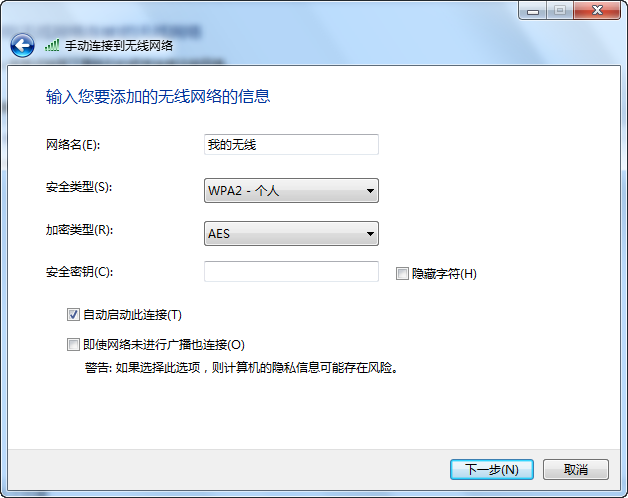 手动连接到无线网络
输入您要添加的无线网络的信息
网络名(E): 我的无线
安全类型(S): WPA2 - 个人
加密类型(R): AES
安全密钥(C): 隐藏字符(H)
自动启动此连接(T)
即使网络未进行广播也连接(O)
警告: 如果选择此选项，则计算机的隐私信息可能存在风险。
下一步(N) 取消